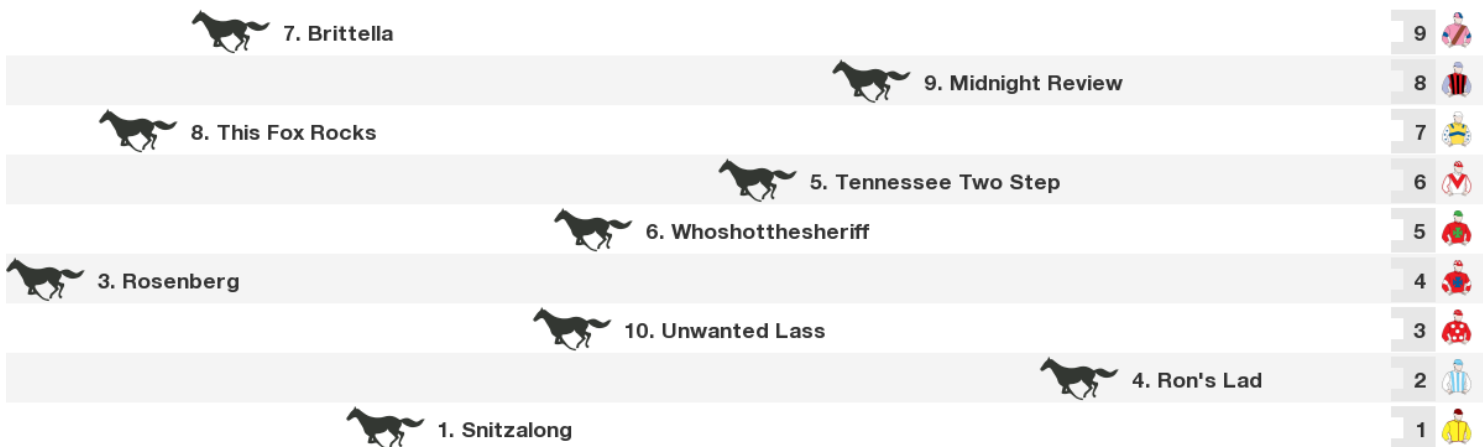 7. Brittella 9
9. Midnight Review 8
8. This Fox Rocks 7
5. Tennessee Two Step 6
6. Whoshotthesheriff 5
3. Rosenberg 4
10. Unwanted Lass 3
4. Ron's Lad 2
1. Snitzalong 1